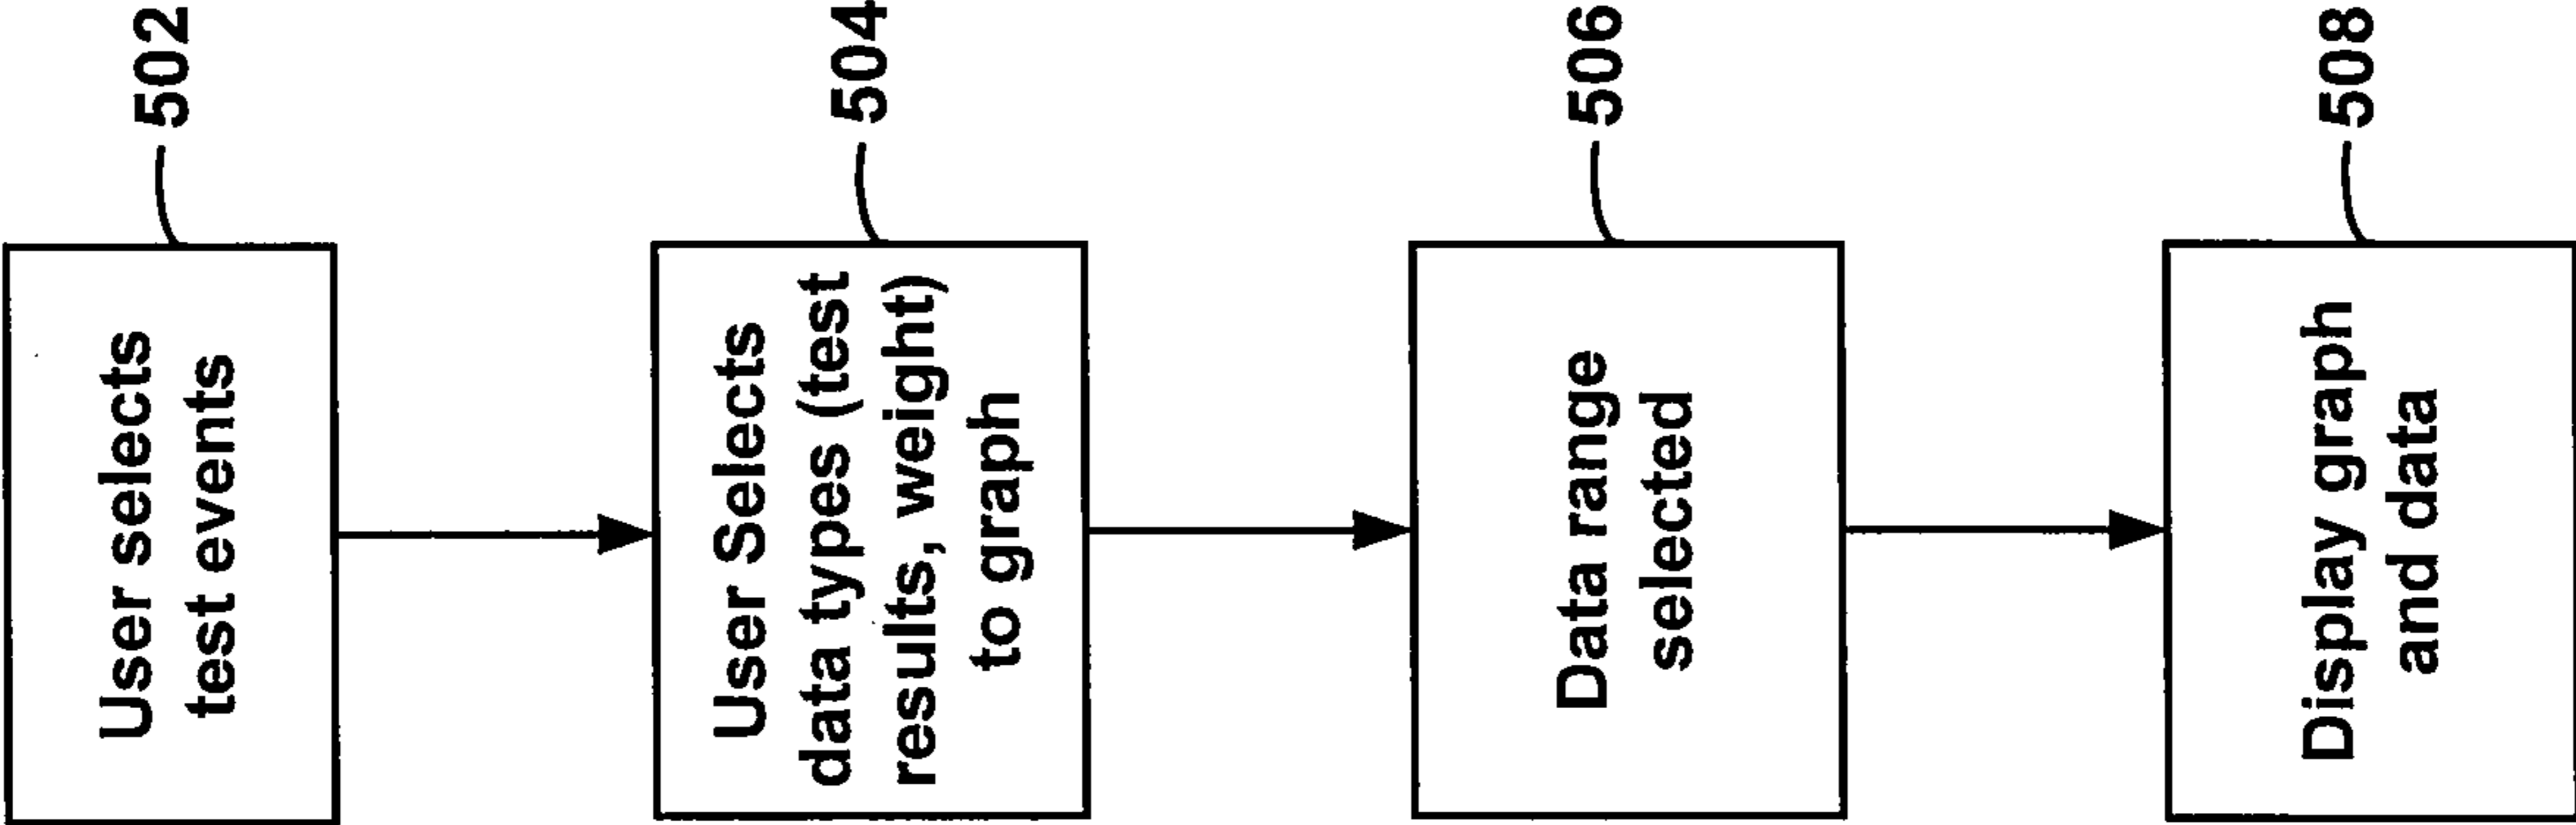 User selects
test events
502
User Selects
data types (test
results, weight)
to graph
504
Data range
selected
506
Display graph
and data
508